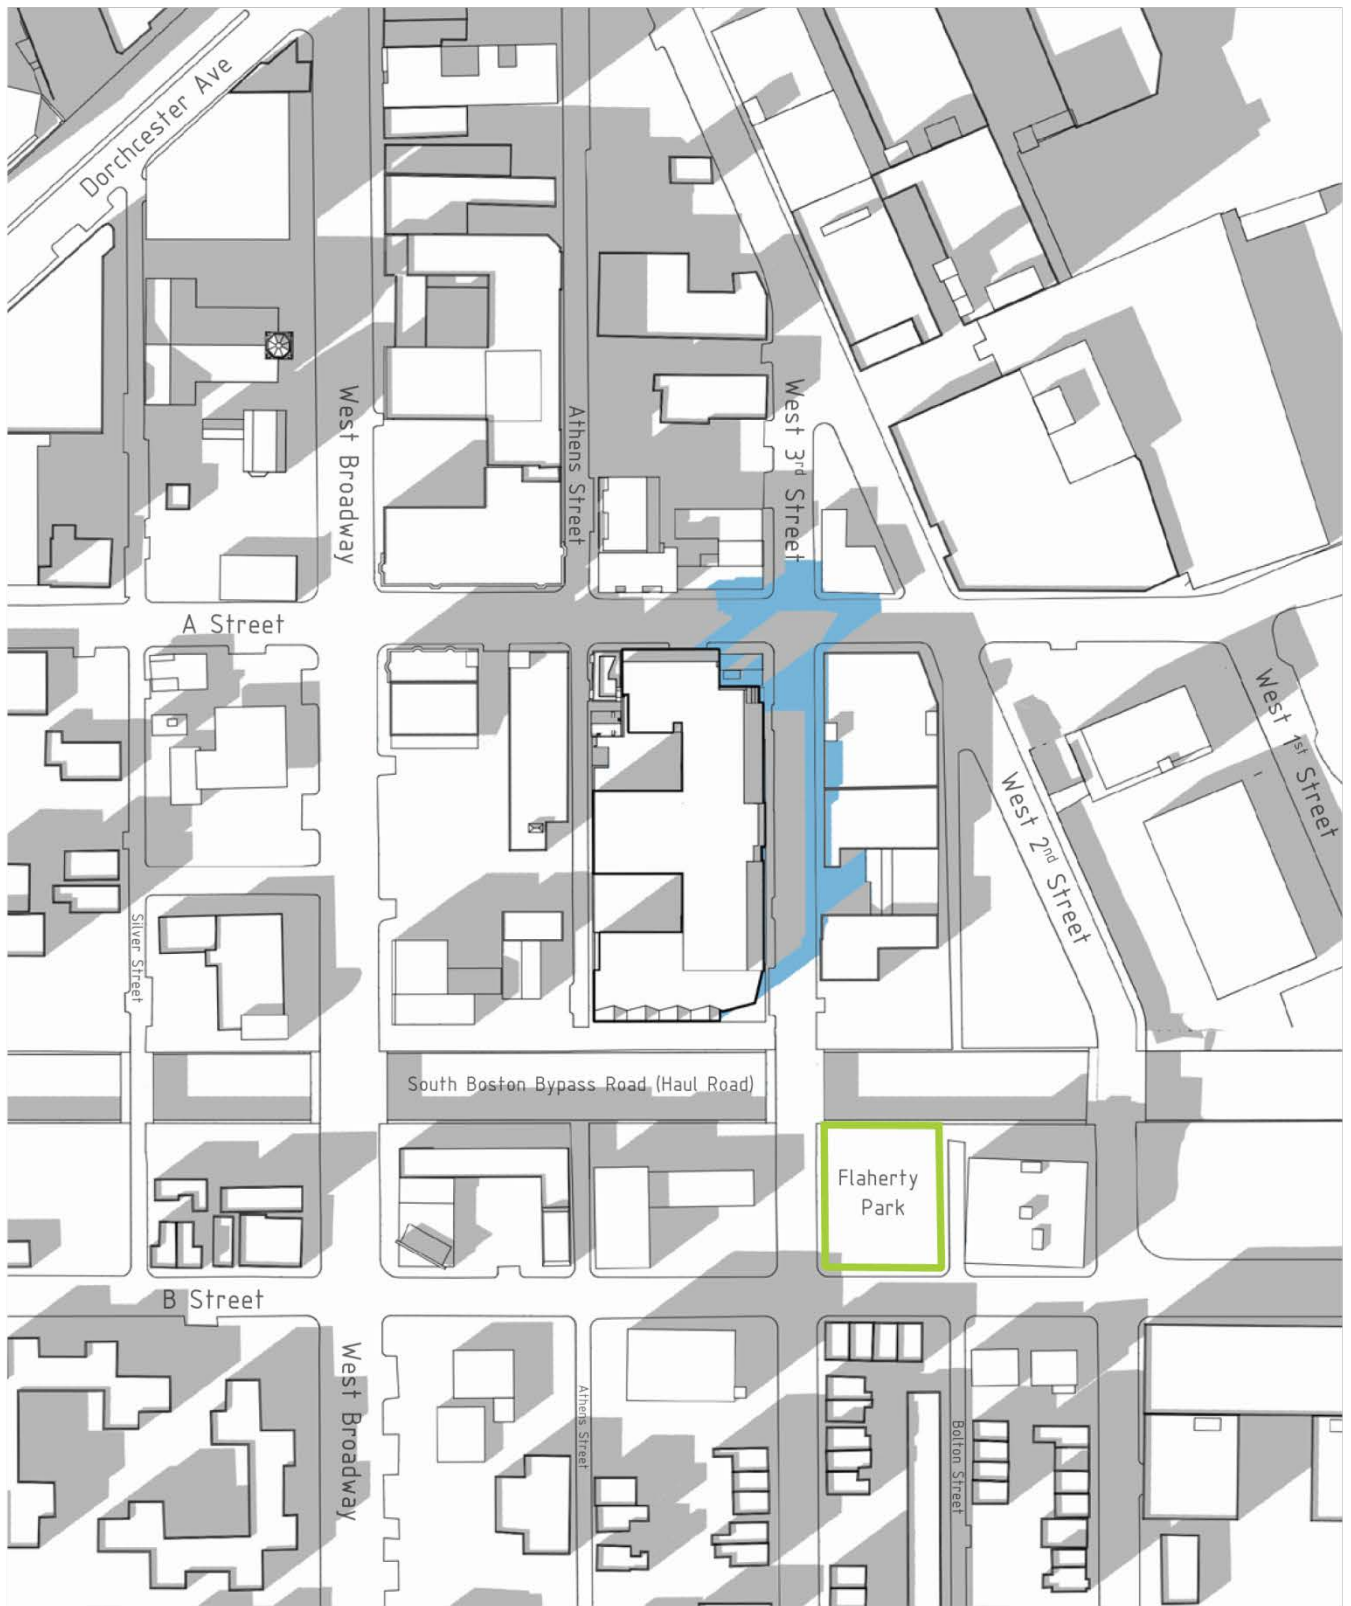 Dorchester Ave
West Broadway
Athens Street
West 3rd Street
A Street
West 1st Street
West 2nd Street
Silver Street
South Boston Bypass Road (Haul Road)
Flaherty
Park
B Street
West Broadway
Athens Street
Bolton Street